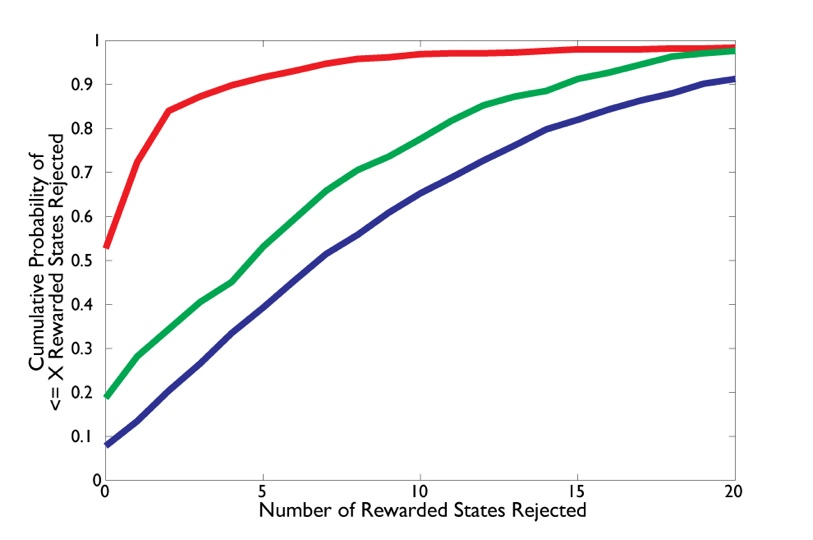 Cumulative Probability of
<= X Rewarded States Rejected
1
0.9
0.8
0.7
0.6
0.5
0.4
0.3
0.2
0.1
0
0 5 10 15 20
Number of Rewarded States Rejected